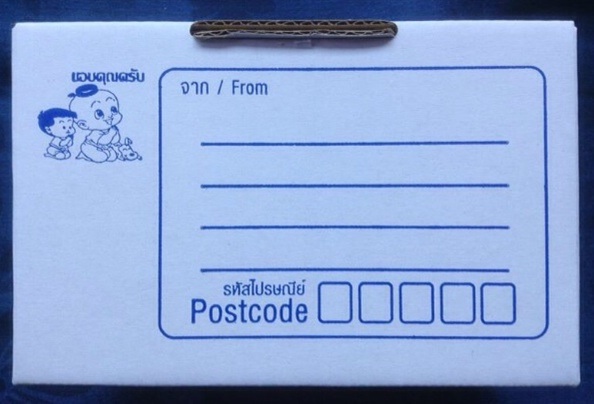 ขอบคุณครับ
จาก / From
รหัสไปรษณีย์
Postcode